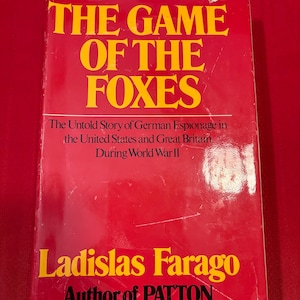 THE GAME
OF THE
FOXES
The Untold Story of German Espionage in
the United States and Great Britain
During World War II
Ladislas Farago
Author of PATTON